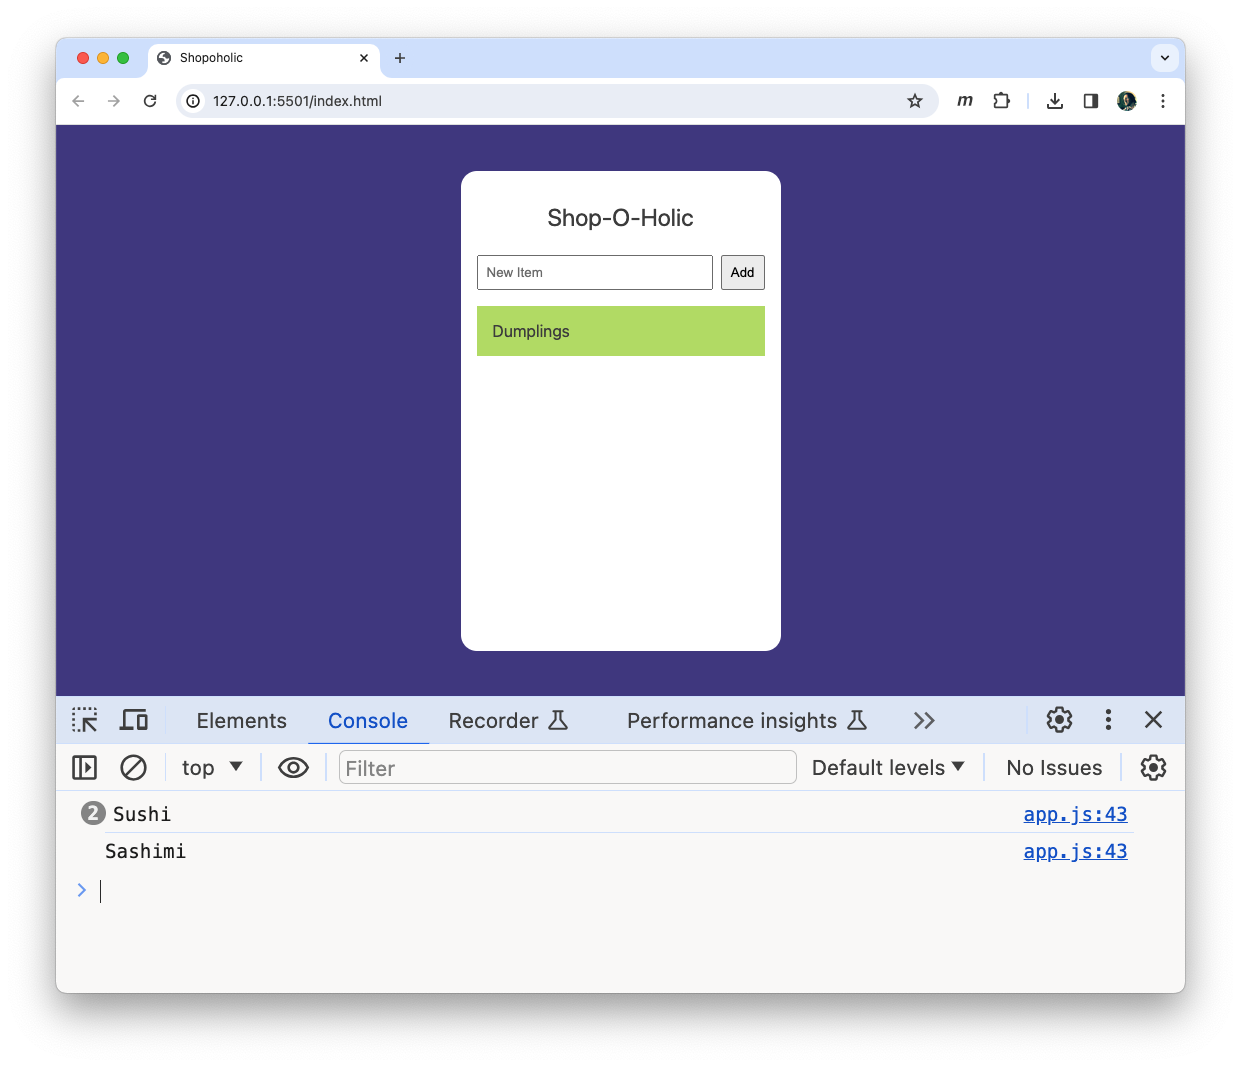 Shopoholic
127.0.0.1:5501/index.html
m
Shop-O-Holic
New Item
Add
Dumplings
Elements
Console
Recorder
Performance insights
top
Filter
Default levels
No Issues
2 Sushi app.js:43
Sashimi app.js:43